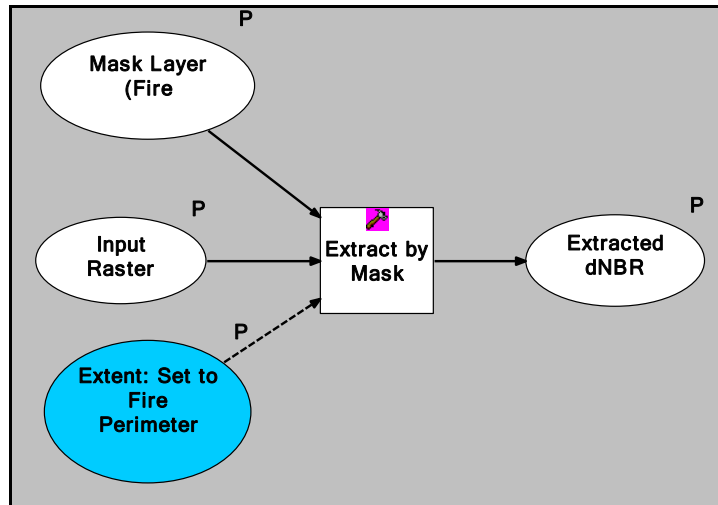 P
Mask Layer
(Fire
P
Input
Raster
Extract by
Mask
P
Extracted
dNBR
P
Extent: Set to
Fire
Perimeter